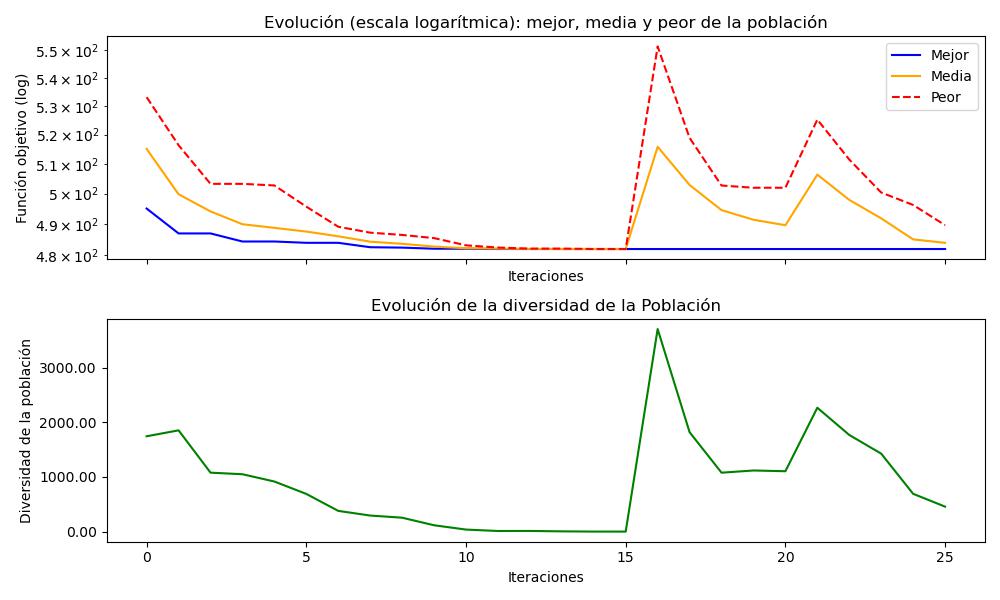 Evolución (escala logarítmica): mejor, media y peor de la población
Función objetivo (log)
5.5 × 10²
5.4 × 10²
5.3 × 10²
5.2 × 10²
5.1 × 10²
5 × 10²
4.9 × 10²
4.8 × 10²
Mejor
Media
Peor
Iteraciones
Evolución de la diversidad de la Población
Diversidad de la población
3000.00
2000.00
1000.00
0.00
0 5 10 15 20 25
Iteraciones